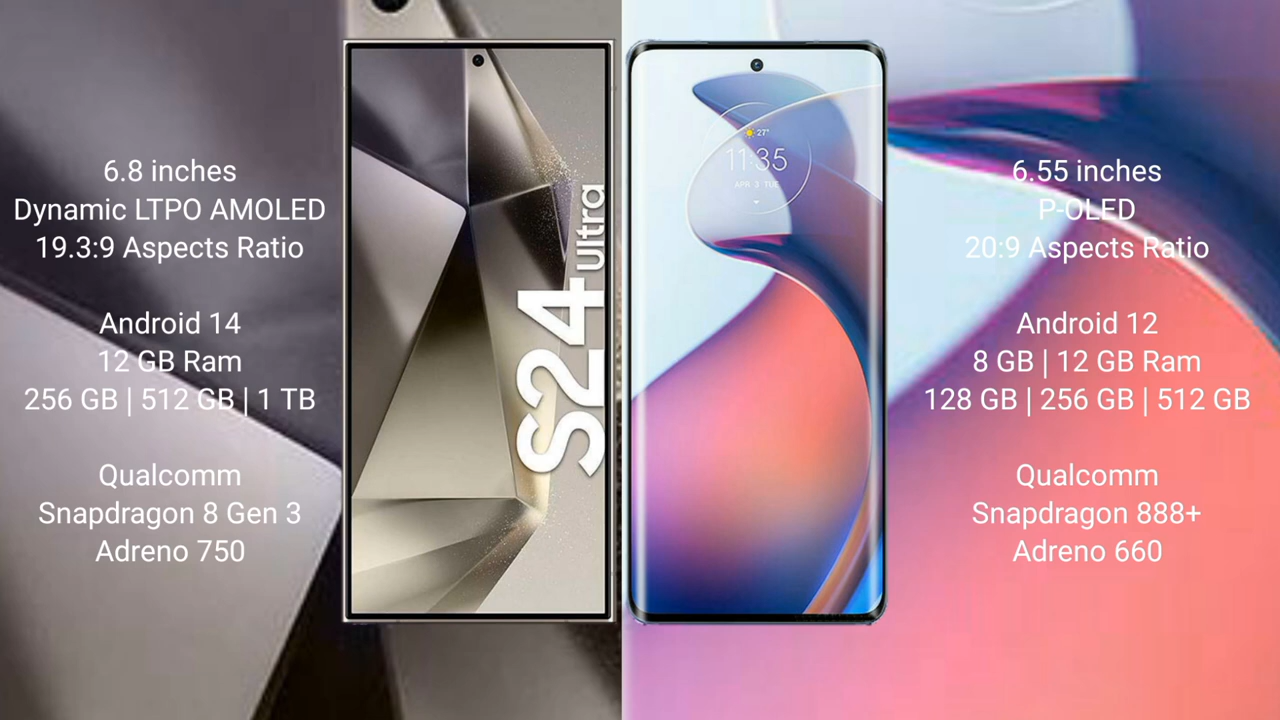 6.8 inches
Dynamic LTPO AMOLED
19.3:9 Aspects Ratio
Android 14
12 GB Ram
256 GB | 512 GB | 1 TB
Qualcomm
Snapdragon 8 Gen 3
Adreno 750
S24 ultra
27°
11:35
APR 3 TUE
6.55 inches
P-OLED
20:9 Aspects Ratio
Android 12
8 GB | 12 GB Ram
128 GB | 256 GB | 512 GB
Qualcomm
Snapdragon 888+
Adreno 660